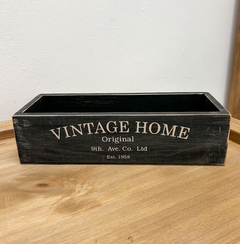 VINTAGE HOME
Original
9th. Ave. Co. Ltd
Est. 1958